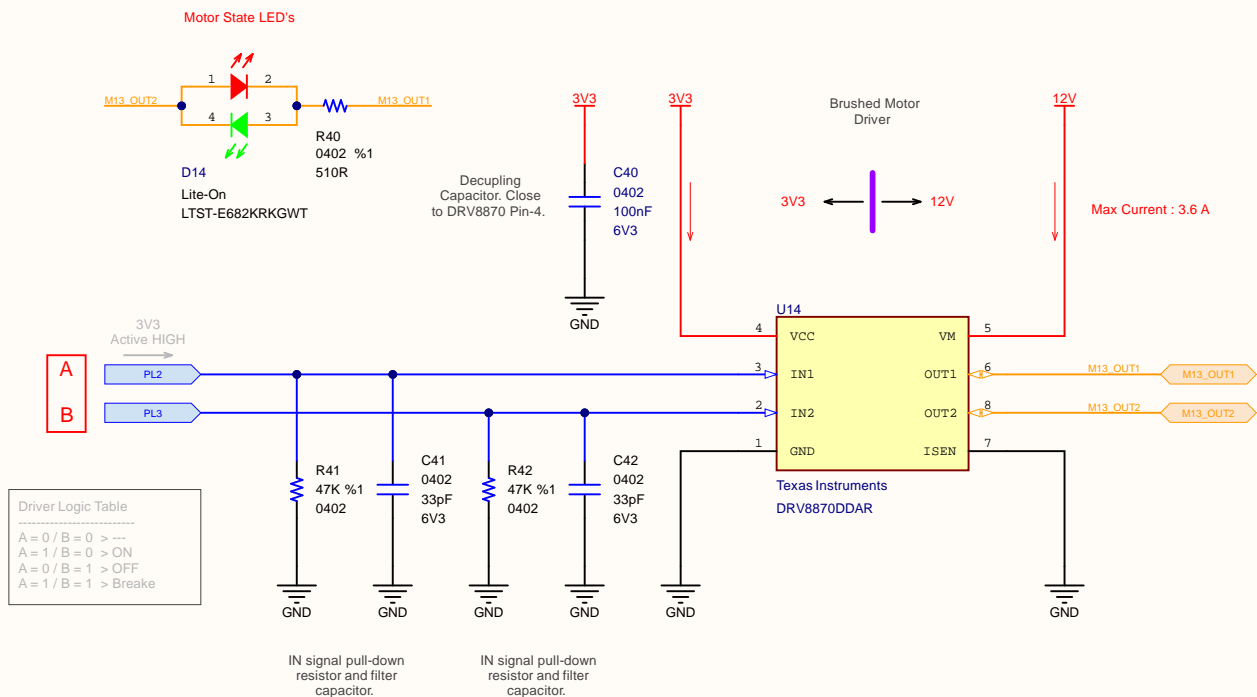 Motor State LED's
1
2
M13_OUT2
M13_OUT1
4
3
R40
0402 %1
510R
D14
Lite-On
LTST-E682KRKGWT
3V3
Decupling
Capacitor. Close
to DRV8870 Pin-4.
C40
0402
100nF
6V3
GND
3V3
Brushed Motor
Driver
12V
3V3
12V
Max Current : 3.6 A
U14
4
VCC
VM
5
3
IN1
OUT1
6
M13_OUT1
M13_OUT1
2
IN2
OUT2
8
M13_OUT2
M13_OUT2
1
GND
ISEN
7
Texas Instruments
DRV8870DDAR
3V3
Active HIGH
A
PL2
B
PL3
R41
47K %1
0402
C41
0402
33pF
6V3
R42
47K %1
0402
C42
0402
33pF
6V3
Driver Logic Table
--------------------------
A = 0 / B = 0 > ---
A = 1 / B = 0 > ON
A = 0 / B = 1 > OFF
A = 1 / B = 1 > Breake
GND
GND
GND
GND
GND
GND
IN signal pull-down
resistor and filter
capacitor.
IN signal pull-down
resistor and filter
capacitor.